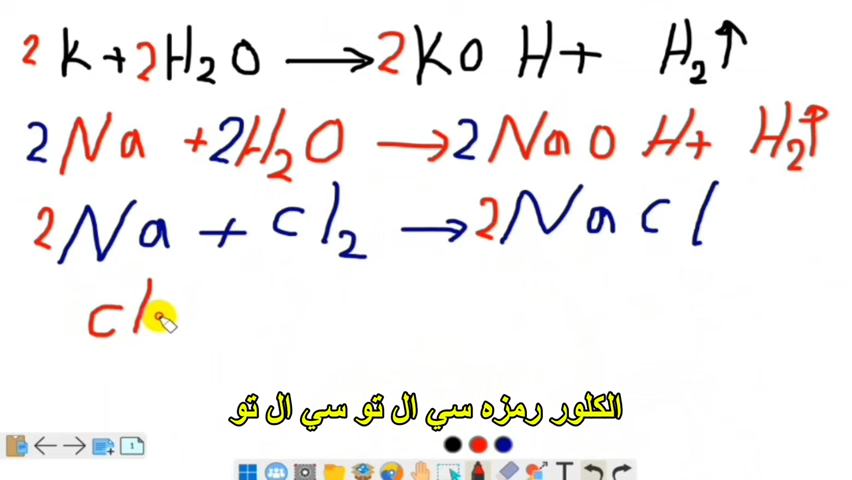 2K + 2H₂O → 2KOH + H₂↑
2Na + 2H₂O → 2NaOH + H₂↑
2Na + cl₂ → 2Nacl
cl
الكلور رمزه سي ال تو سي ال تو
1
T